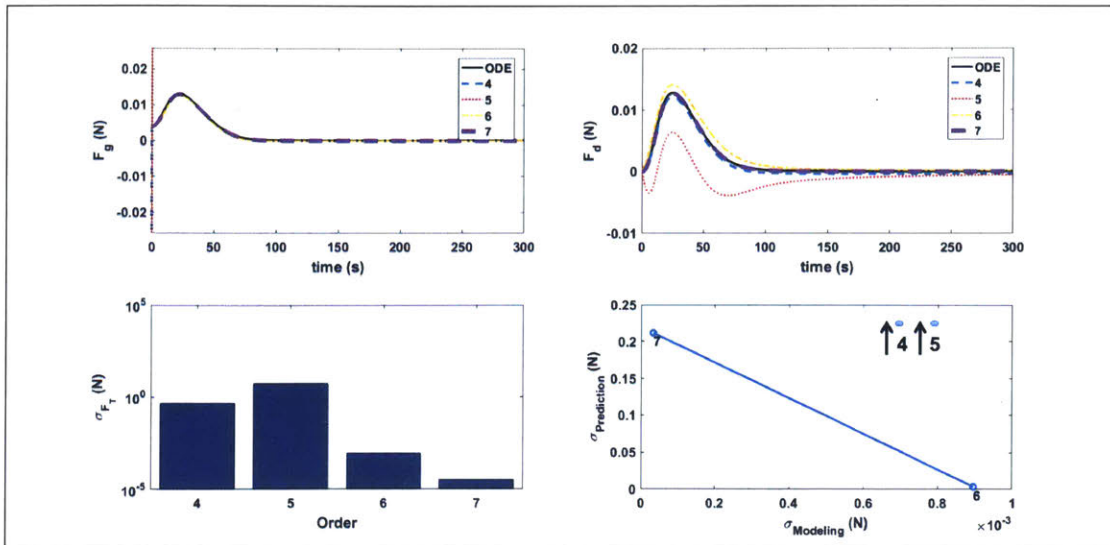 0.02
0.01
0
-0.01
-0.02
F_g (N)
0 50 100 150 200 250 300
time (s)
ODE
4
5
6
7
0.02
0.01
0
-0.01
F_d (N)
0 50 100 150 200 250 300
time (s)
ODE
4
5
6
7
10^5
10^0
10^-5
σ_F_T (N)
4 5 6 7
Order
0.25
0.2
0.15
0.1
0.05
0
σ_Prediction (N)
7
4 5
6
0 0.2 0.4 0.6 0.8 1
σ_Modeling (N)
×10^-3